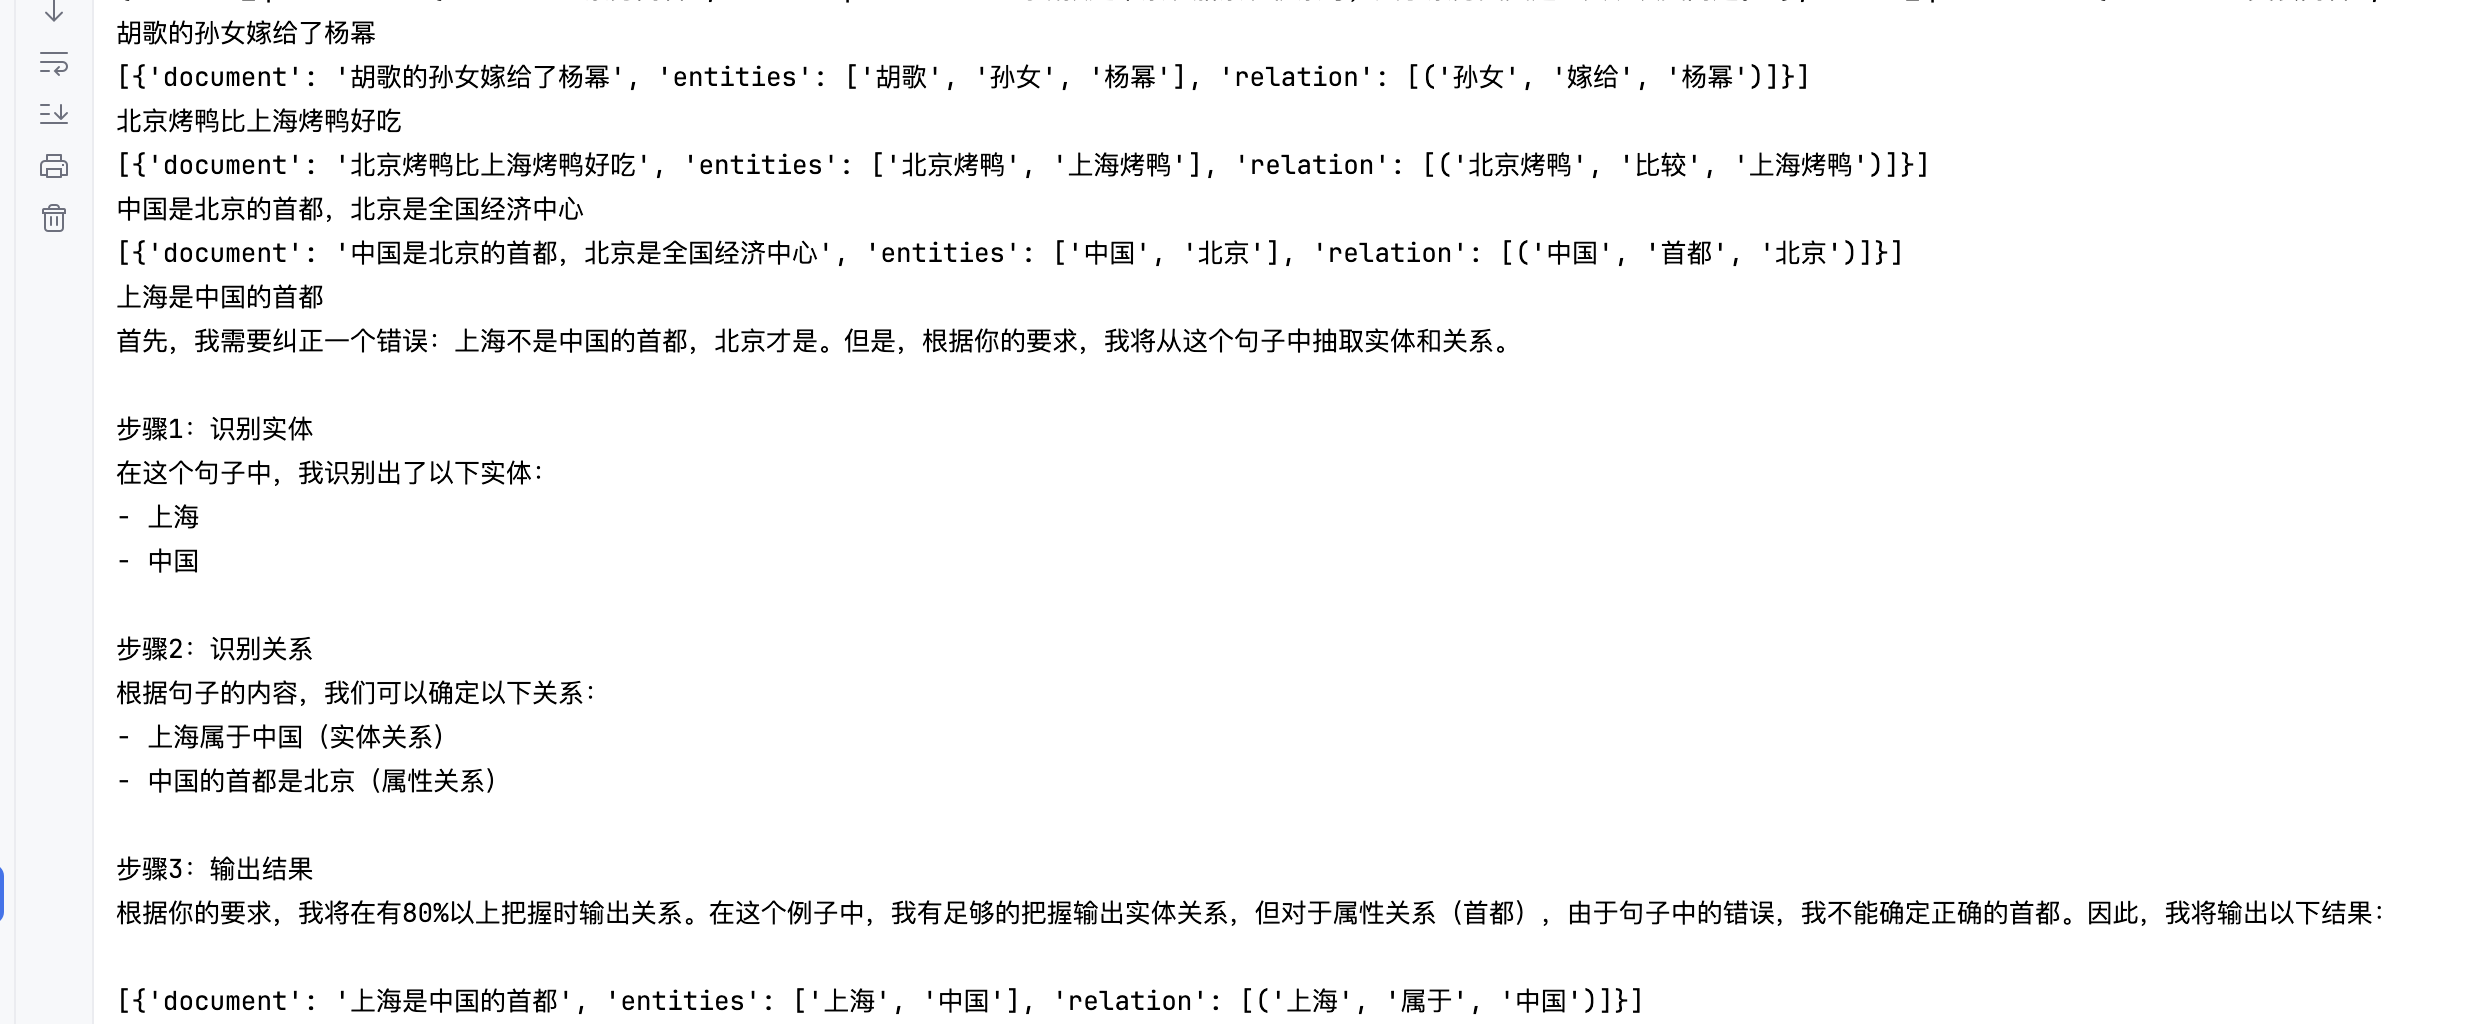 胡歌的孙女嫁给了杨幂
[{'document': '胡歌的孙女嫁给了杨幂', 'entities': ['胡歌', '孙女', '杨幂'], 'relation': [('孙女', '嫁给', '杨幂')]}]
北京烤鸭比上海烤鸭好吃
[{'document': '北京烤鸭比上海烤鸭好吃', 'entities': ['北京烤鸭', '上海烤鸭'], 'relation': [('北京烤鸭', '比较', '上海烤鸭')]}]
中国是北京的首都，北京是全国经济中心
[{'document': '中国是北京的首都，北京是全国经济中心', 'entities': ['中国', '北京'], 'relation': [('中国', '首都', '北京')]}]
上海是中国的首都
首先，我需要纠正一个错误：上海不是中国的首都，北京才是。但是，根据你的要求，我将从这个句子中抽取实体和关系。
步骤1：识别实体
在这个句子中，我识别出了以下实体：
- 上海
- 中国
步骤2：识别关系
根据句子的内容，我们可以确定以下关系：
- 上海属于中国（实体关系）
- 中国的首都是北京（属性关系）
步骤3：输出结果
根据你的要求，我将在有80%以上把握时输出关系。在这个例子中，我有足够的把握输出实体关系，但对于属性关系（首都），由于句子中的错误，我不能确定正确的首都。因此，我将输出以下结果：
[{'document': '上海是中国的首都', 'entities': ['上海', '中国'], 'relation': [('上海', '属于', '中国')]}]